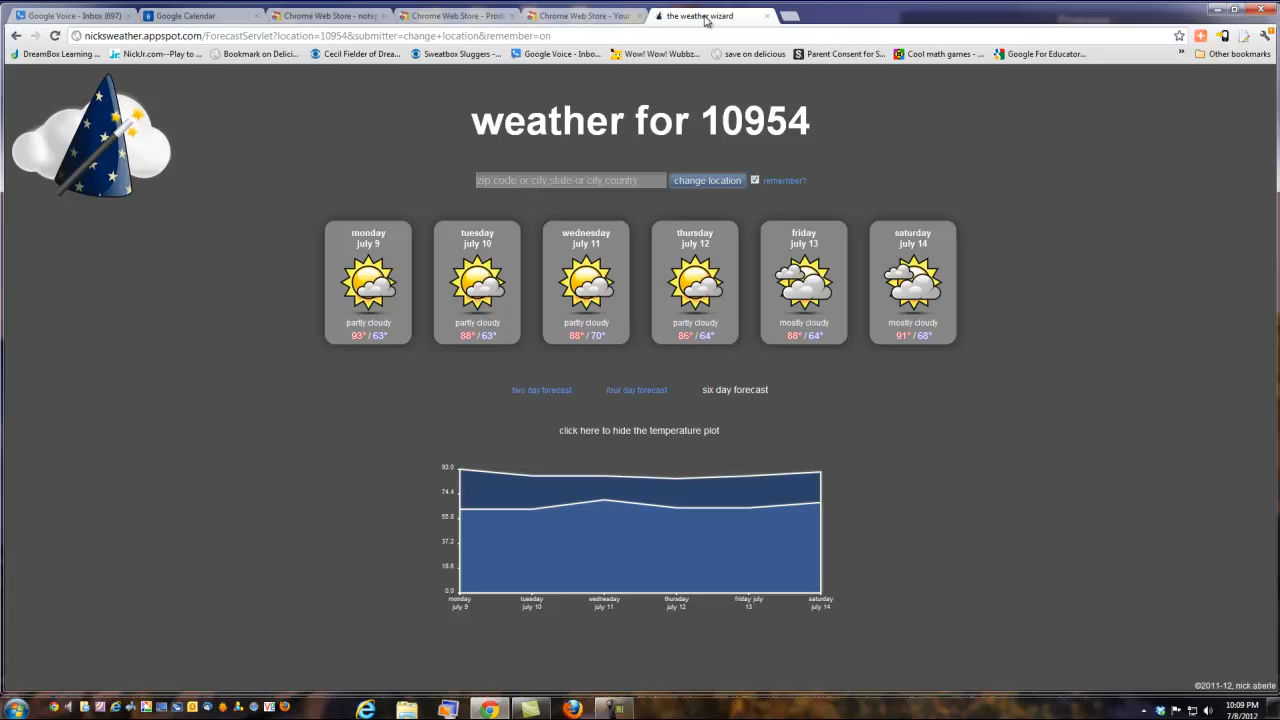 Google Voice - Inbox (697)
Google Calendar
Chrome Web Store - note
Chrome Web Store - Produ
Chrome Web Store - Your
the weather wizard
nicksweather.appspot.com/ForecastServlet?location=10954&submitter=change+location&remember=on
DreamBox Learning ...
Nick Jr.com--Play to ...
Bookmark on Delici...
Cecil Fielder of Drea...
Sweatbox Sluggers -...
Google Voice - Inbo...
Wow! Wow! Wubbz...
save on delicious
Parent Consent for S...
Cool math games - ...
Google For Educator...
»
Other bookmarks
weather for 10954
zip code or city,state or city,country
change location
remember?
monday
july 9
partly cloudy
93° / 63°
tuesday
july 10
partly cloudy
88° / 63°
wednesday
july 11
partly cloudy
88° / 70°
thursday
july 12
partly cloudy
86° / 64°
friday
july 13
mostly cloudy
88° / 64°
saturday
july 14
mostly cloudy
91° / 68°
two day forecast
four day forecast
six day forecast
click here to hide the temperature plot
93.0
74.4
55.8
37.2
18.6
0.0
monday
july 9
tuesday
july 10
wednesday
july 11
thursday
july 12
friday july
13
saturday
july 14
©2011-12, nick aberle
10:09 PM
7/8/2012